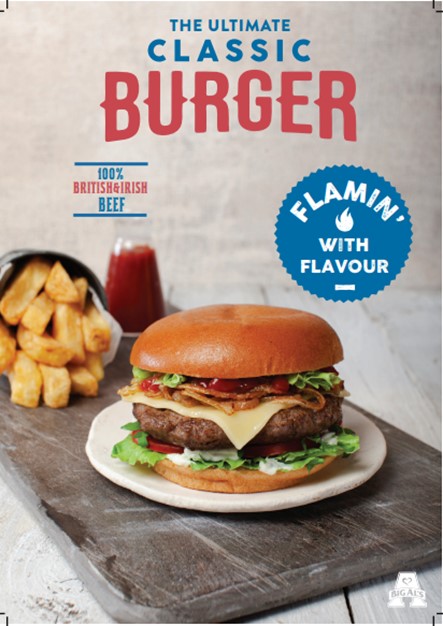 THE ULTIMATE
CLASSIC
BURGER
100%
BRITISH&IRISH
BEEF
FLAMIN'
WITH
FLAVOUR
BIG AL'S